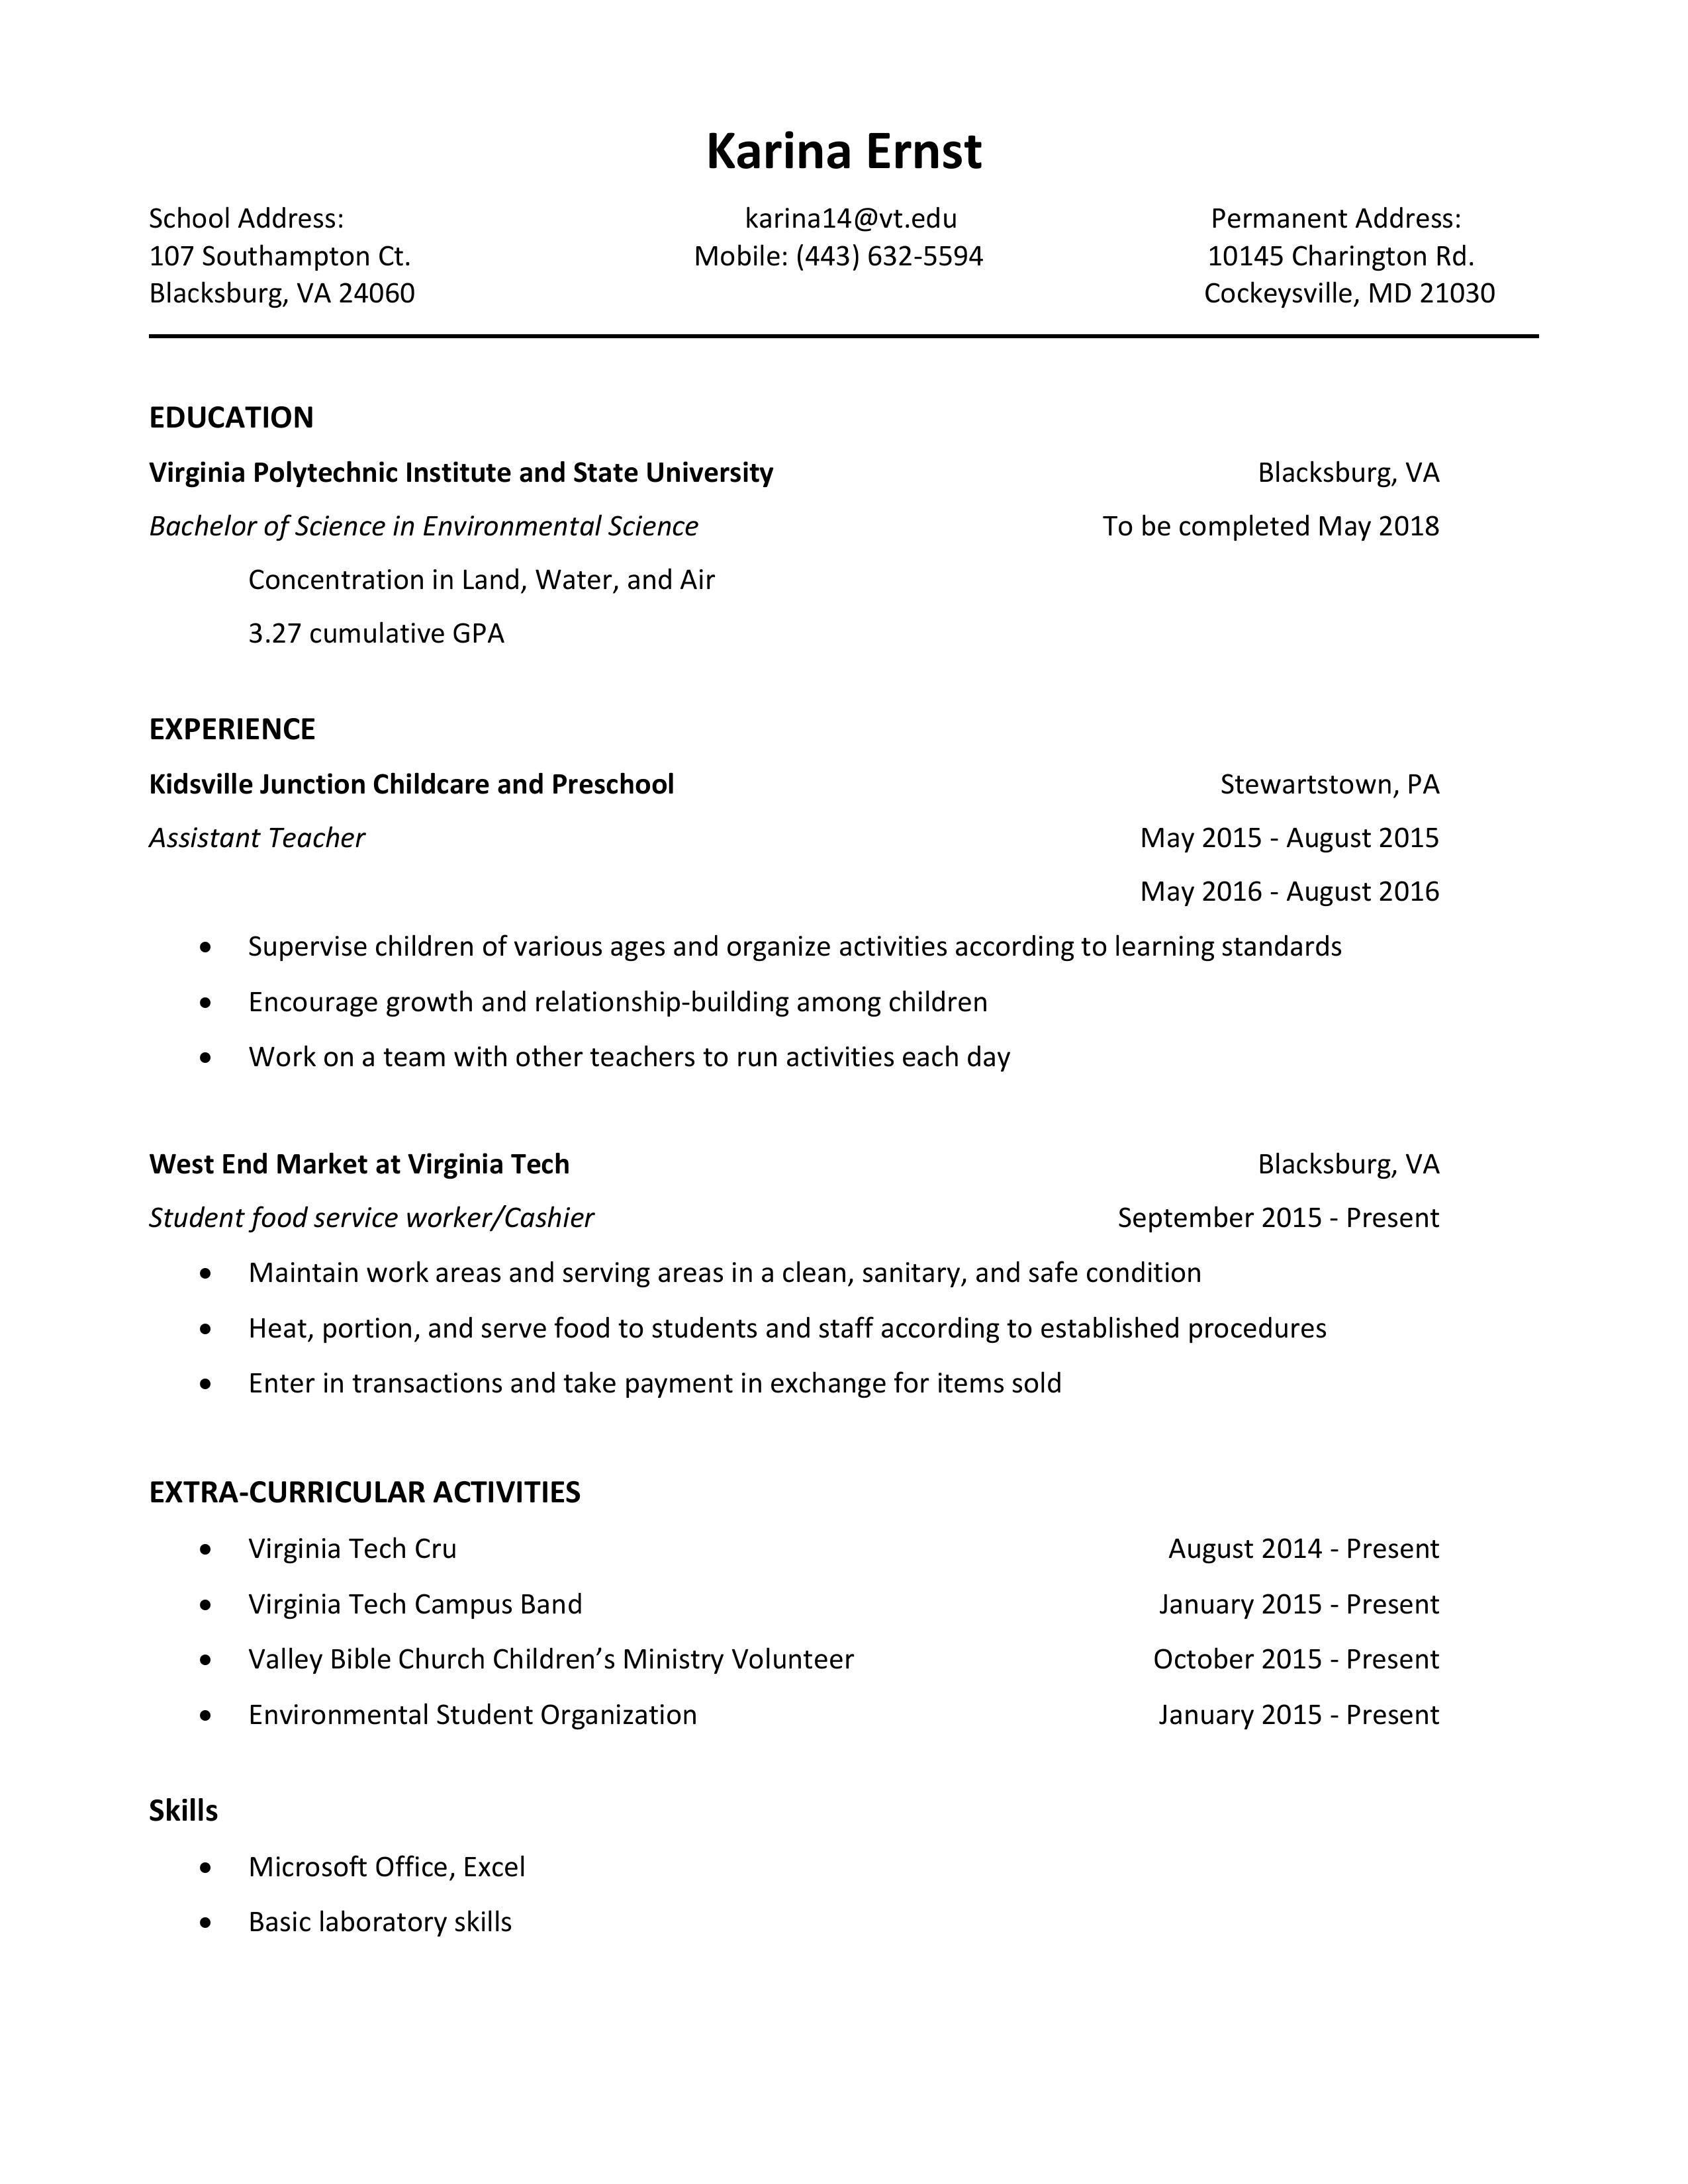 Karina Ernst
School Address: karina14@vt.edu Permanent Address:
107 Southampton Ct. Mobile: (443) 632-5594 10145 Charington Rd.
Blacksburg, VA 24060 Cockeysville, MD 21030
EDUCATION
Virginia Polytechnic Institute and State University Blacksburg, VA
Bachelor of Science in Environmental Science To be completed May 2018
Concentration in Land, Water, and Air
3.27 cumulative GPA
EXPERIENCE
Kidsville Junction Childcare and Preschool Stewartstown, PA
Assistant Teacher May 2015 - August 2015
May 2016 - August 2016
• Supervise children of various ages and organize activities according to learning standards
• Encourage growth and relationship-building among children
• Work on a team with other teachers to run activities each day
West End Market at Virginia Tech Blacksburg, VA
Student food service worker/Cashier September 2015 - Present
• Maintain work areas and serving areas in a clean, sanitary, and safe condition
• Heat, portion, and serve food to students and staff according to established procedures
• Enter in transactions and take payment in exchange for items sold
EXTRA-CURRICULAR ACTIVITIES
• Virginia Tech Cru August 2014 - Present
• Virginia Tech Campus Band January 2015 - Present
• Valley Bible Church Children’s Ministry Volunteer October 2015 - Present
• Environmental Student Organization January 2015 - Present
Skills
• Microsoft Office, Excel
• Basic laboratory skills